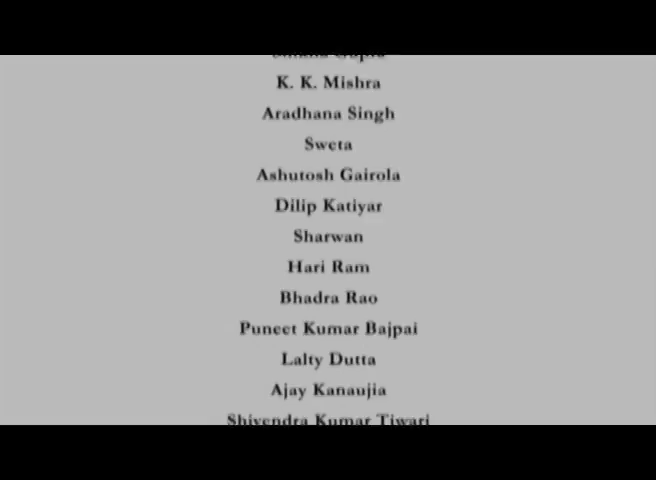 Gupta
K. K. Mishra
Aradhana Singh
Sweta
Ashutosh Gairola
Dilip Katiyar
Sharwan
Hari Ram
Bhadra Rao
Puneet Kumar Bajpai
Lalty Dutta
Ajay Kanaujia
Shivendra Kumar Tiwari